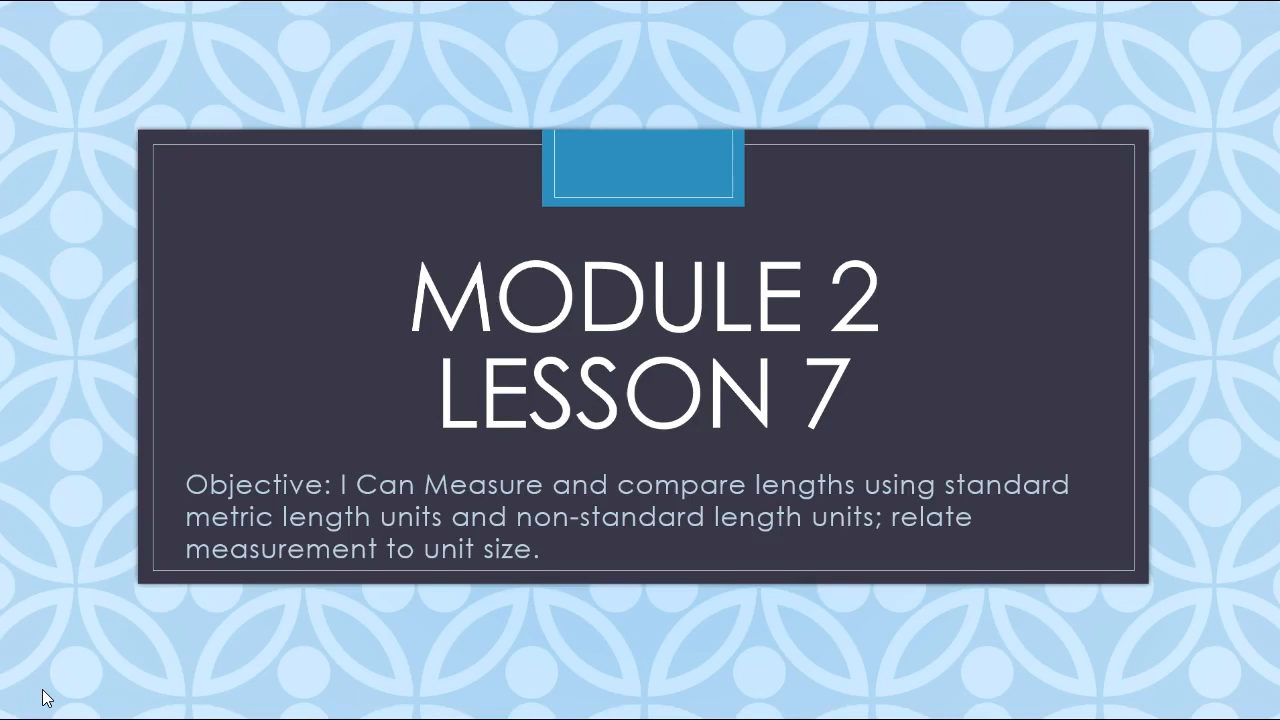 MODULE 2
LESSON 7
Objective: I Can Measure and compare lengths using standard
metric length units and non-standard length units; relate
measurement to unit size.